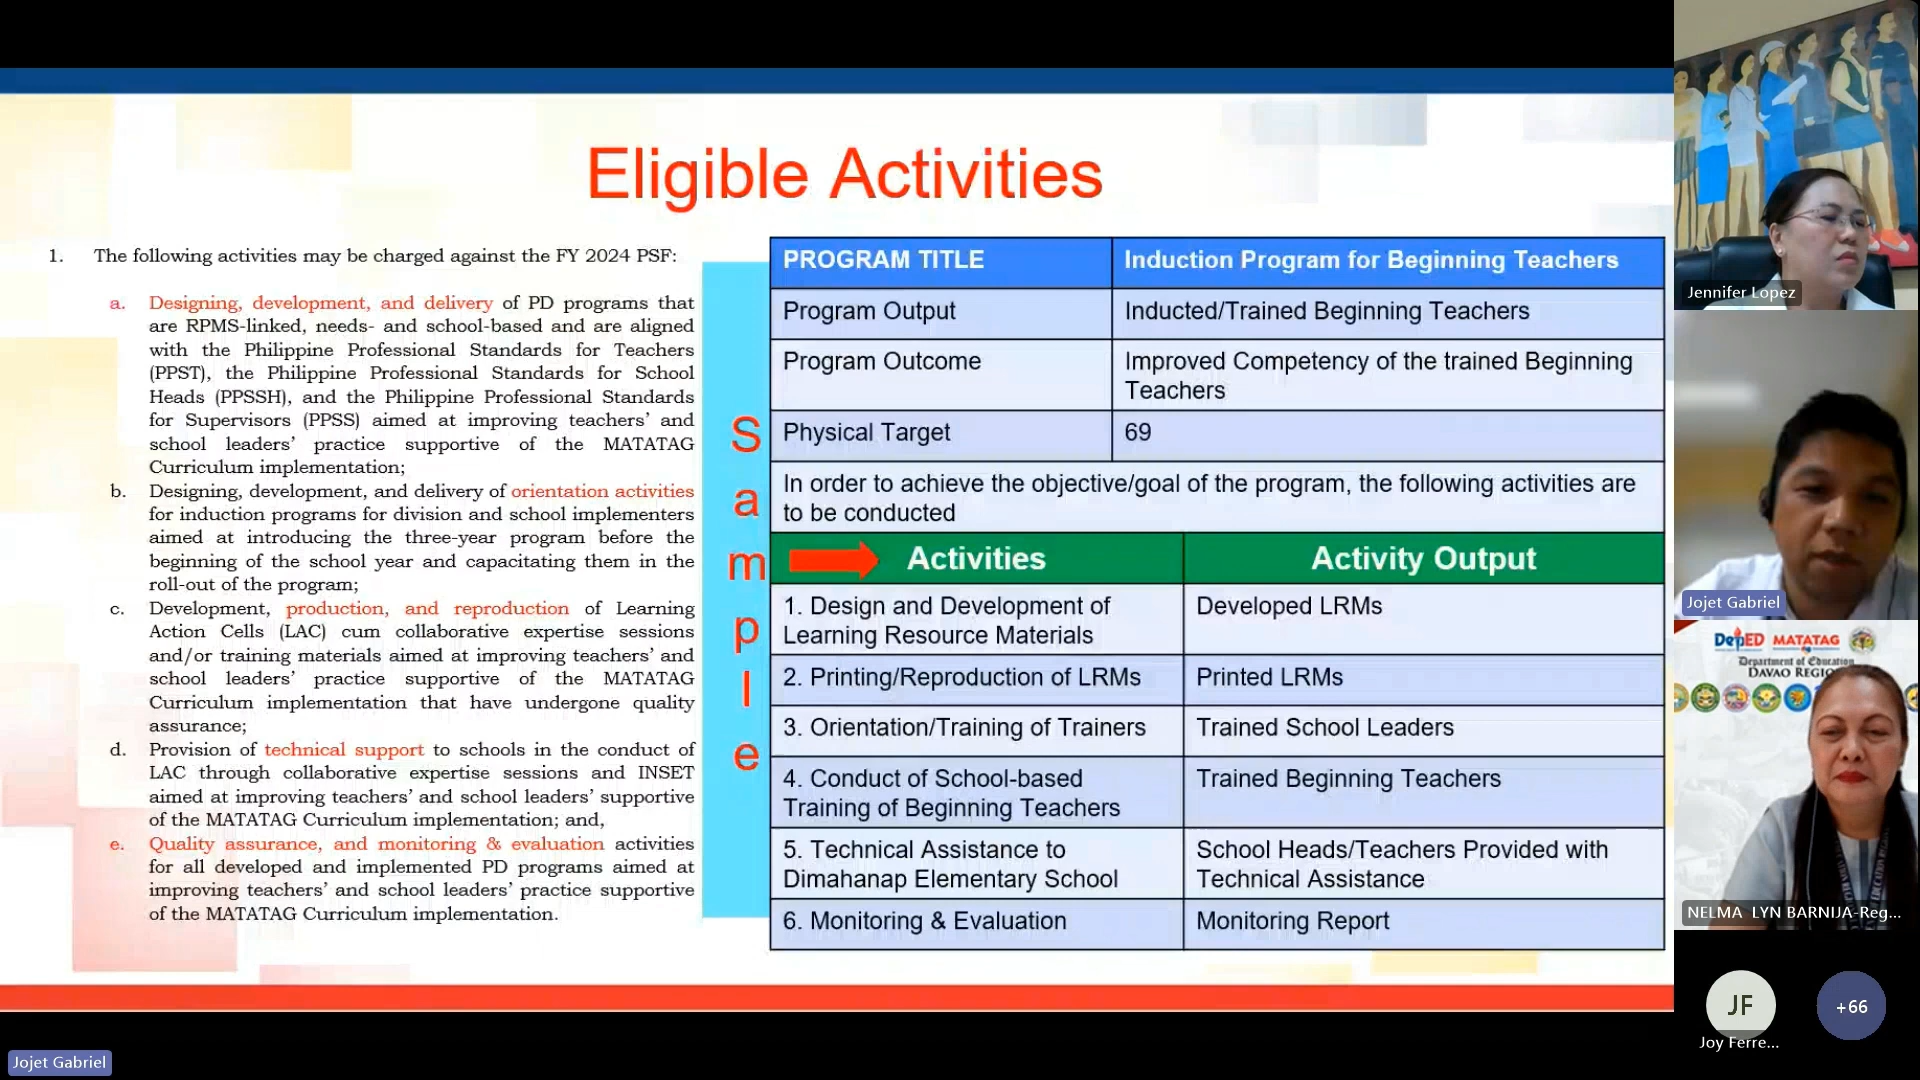 Eligible Activities
1. The following activities may be charged against the FY 2024 PSF:
a. Designing, development, and delivery of PD programs that
are RPMS-linked, needs- and school-based and are aligned
with the Philippine Professional Standards for Teachers
(PPST), the Philippine Professional Standards for School
Heads (PPSSH), and the Philippine Professional Standards
for Supervisors (PPSS) aimed at improving teachers' and
school leaders' practice supportive of the MATATAG
Curriculum implementation;
b. Designing, development, and delivery of orientation activities
for induction programs for division and school implementers
aimed at introducing the three-year program before the
beginning of the school year and capacitating them in the
roll-out of the program;
c. Development, production, and reproduction of Learning
Action Cells (LAC) cum collaborative expertise sessions
and/or training materials aimed at improving teachers' and
school leaders' practice supportive of the MATATAG
Curriculum implementation that have undergone quality
assurance;
d. Provision of technical support to schools in the conduct of
LAC through collaborative expertise sessions and INSET
aimed at improving teachers' and school leaders' supportive
of the MATATAG Curriculum implementation; and,
e. Quality assurance, and monitoring & evaluation activities
for all developed and implemented PD programs aimed at
improving teachers' and school leaders' practice supportive
of the MATATAG Curriculum implementation.
Sample
PROGRAM TITLE Induction Program for Beginning Teachers
Program Output Inducted/Trained Beginning Teachers
Program Outcome Improved Competency of the trained Beginning
Teachers
Physical Target 69
In order to achieve the objective/goal of the program, the following activities are
to be conducted
Activities Activity Output
1. Design and Development of
Learning Resource Materials
Developed LRMs
2. Printing/Reproduction of LRMs Printed LRMs
3. Orientation/Training of Trainers Trained School Leaders
4. Conduct of School-based
Training of Beginning Teachers
Trained Beginning Teachers
5. Technical Assistance to
Dimahanap Elementary School
School Heads/Teachers Provided with
Technical Assistance
6. Monitoring & Evaluation Monitoring Report
Jennifer Lopez
Jojet Gabriel
DepED MATATAG
Department of Education
DAVAO REGIO
NELMA LYN BARNIJA-Reg...
JF
+66
Joy Ferre...
Jojet Gabriel